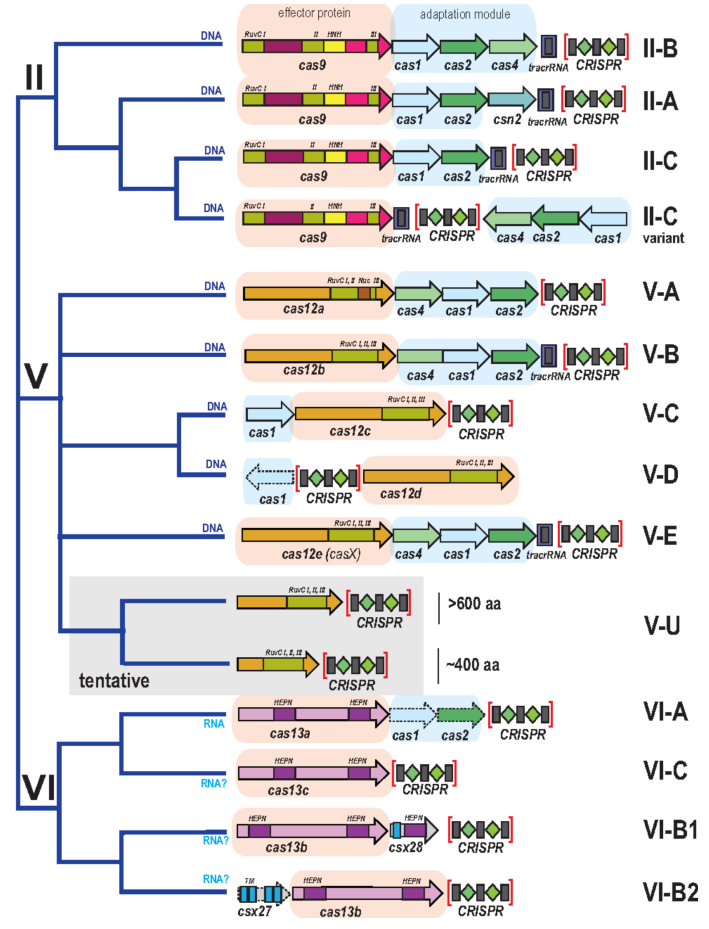 effector protein adaptation module
DNA RuvC I II HNH III II-B
cas9 cas1 cas2 cas4 tracrRNA CRISPR
II
DNA RuvC I II HNH III II-A
cas9 cas1 cas2 csn2 tracrRNA CRISPR
DNA RuvC I II HNH III II-C
cas9 cas1 cas2 tracrRNA CRISPR
DNA RuvC I II HNH III II-C
cas9 tracrRNA CRISPR cas4 cas2 cas1 variant
DNA RuvC I, II Nuc III V-A
cas12a cas4 cas1 cas2 CRISPR
V
DNA RuvC I, II, III V-B
cas12b cas4 cas1 cas2 tracrRNA CRISPR
DNA RuvC I, II, III V-C
cas1 cas12c CRISPR
DNA RuvC I, II, III V-D
cas1 CRISPR cas12d
DNA RuvC I, II, III V-E
cas12e (casX) cas4 cas1 cas2 tracrRNA CRISPR
RuvC I, II, III >600 aa
CRISPR
V-U
RuvC I, II, III ~400 aa
tentative CRISPR
RNA HEPN HEPN VI-A
cas13a cas1 cas2 CRISPR
VI
RNA? HEPN HEPN VI-C
cas13c CRISPR
RNA? HEPN HEPN HEPN VI-B1
cas13b csx28 CRISPR
RNA? TM HEPN HEPN VI-B2
csx27 cas13b CRISPR